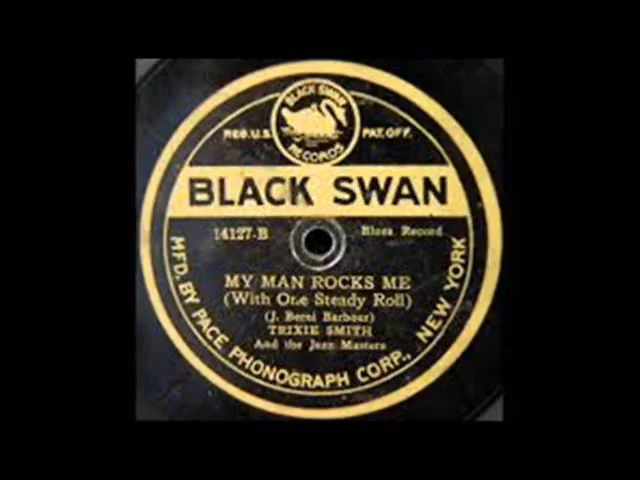 BLACK SWAN
RECORDS
REG. U.S. PAT. OFF.
BLACK SWAN
14127-B Blues Record
MY MAN ROCKS ME
(With One Steady Roll)
(J. Berni Barbour)
TRIXIE SMITH
And the Jazz Masters
MFD. BY PACE PHONOGRAPH CORP., NEW YORK